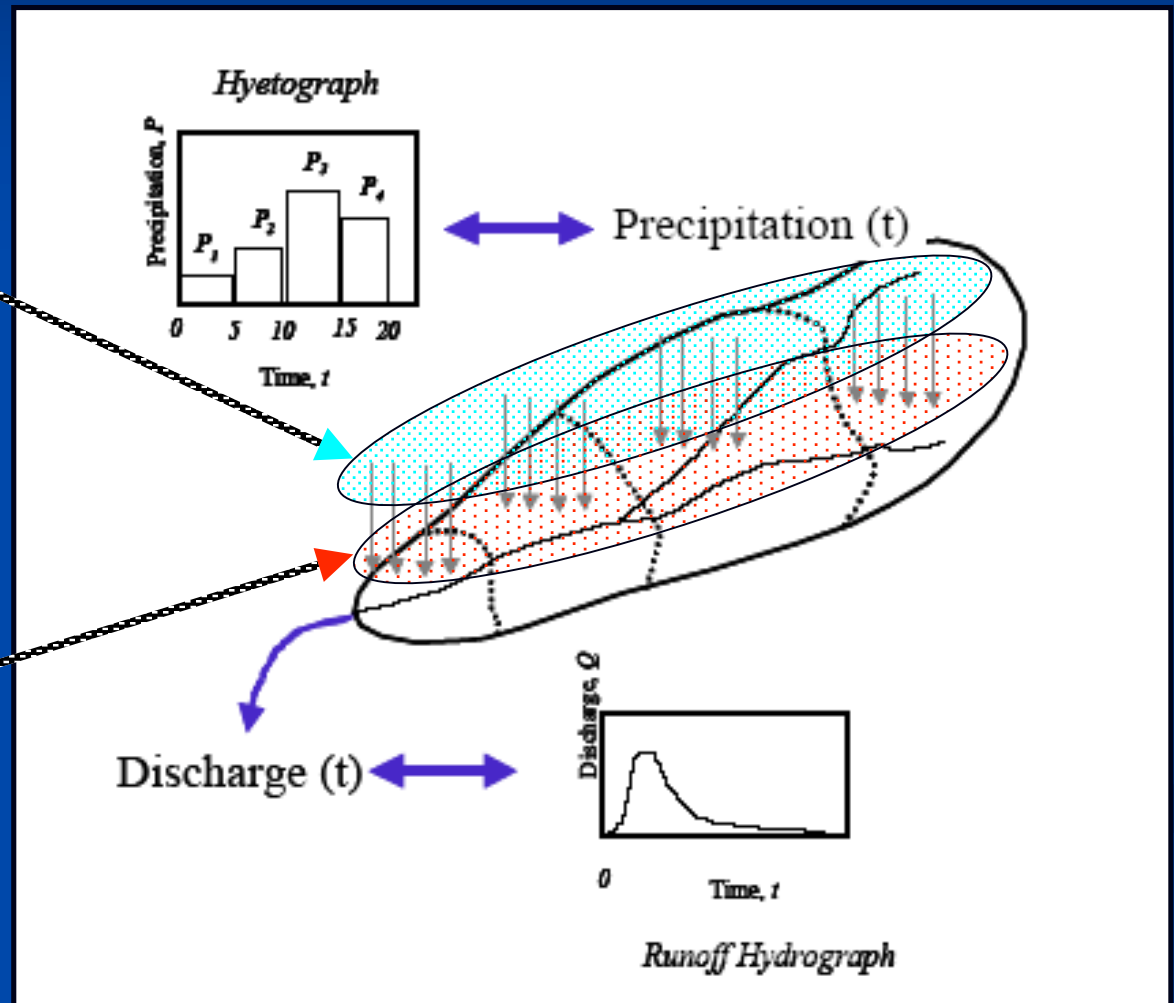 Hyetograph
Precipitation, P
P₁
P₂
P₃
P₄
0 5 10 15 20
Time, t
Precipitation (t)
Discharge (t)
Discharge, Q
0
Time, t
Runoff Hydrograph